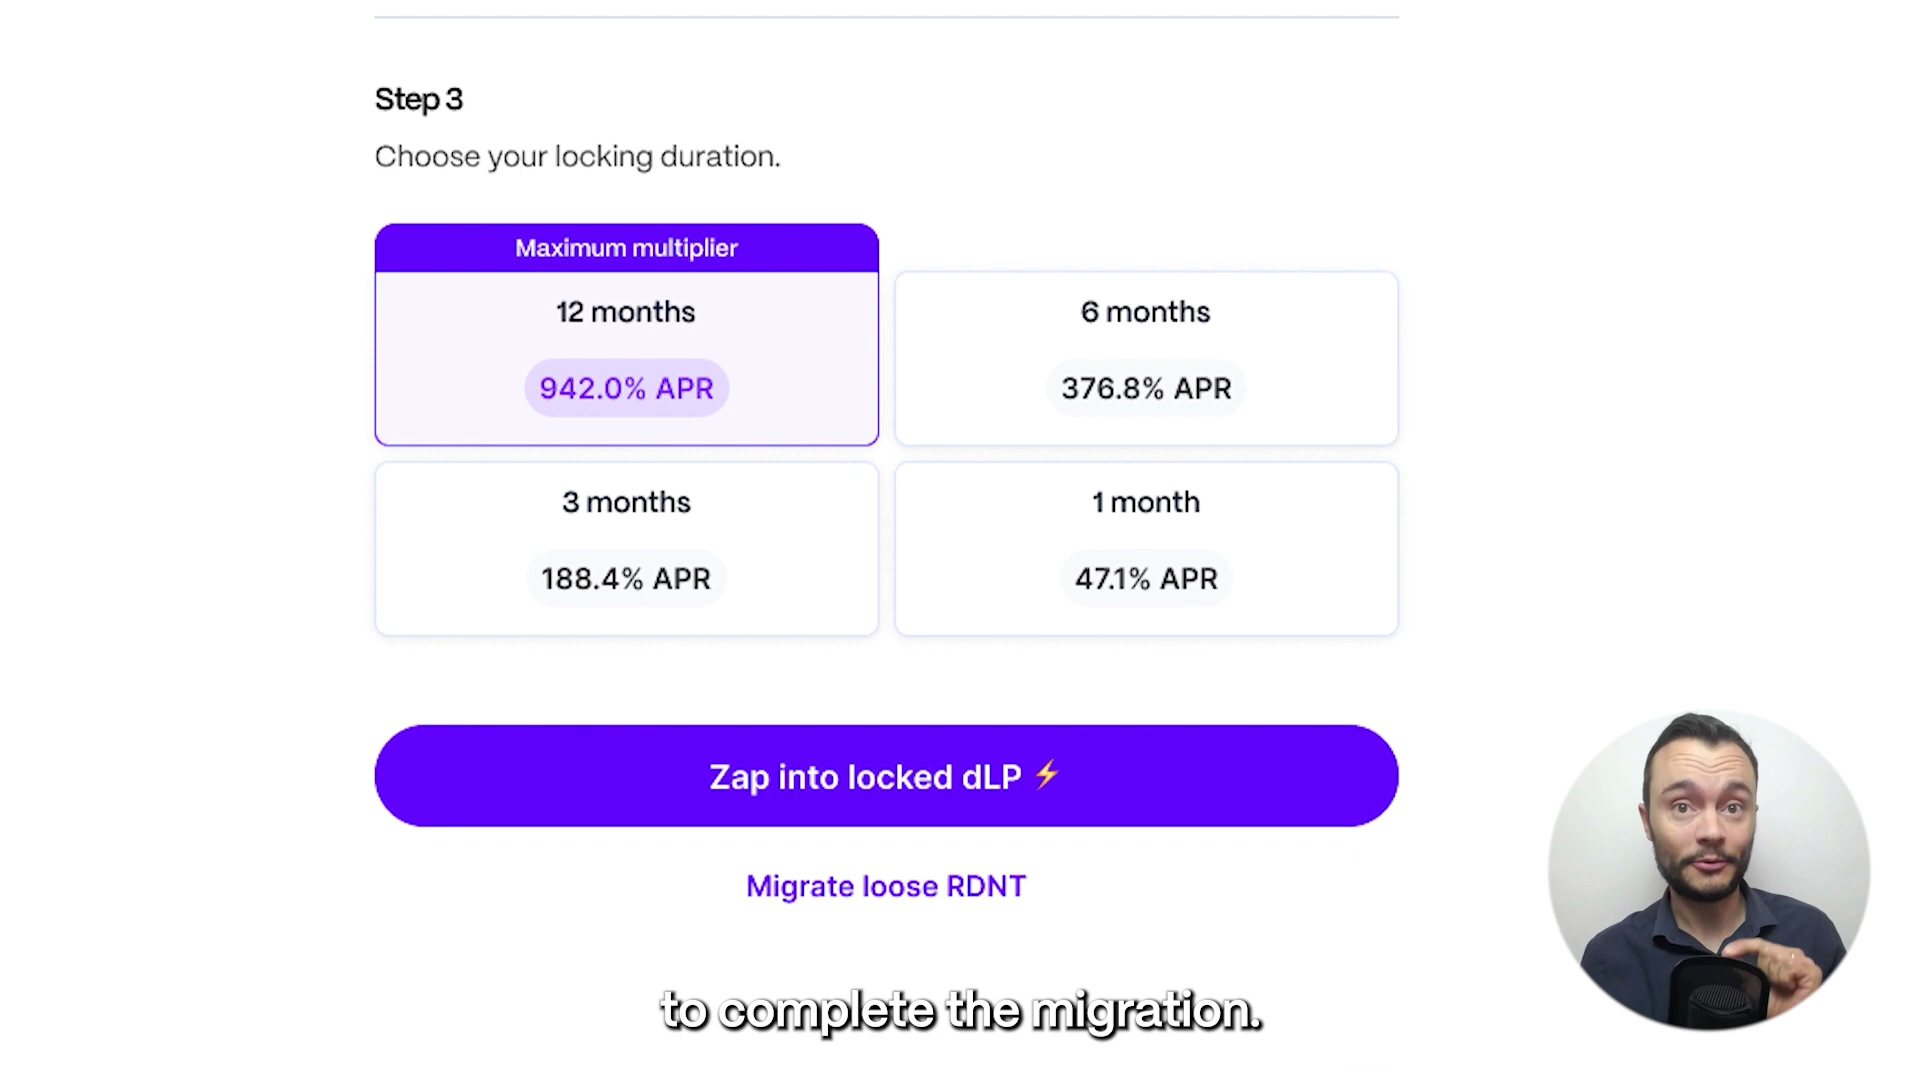 Step 3
Choose your locking duration.
Maximum multiplier
12 months
942.0% APR
6 months
376.8% APR
3 months
188.4% APR
1 month
47.1% APR
Zap into locked dLP ⚡
Migrate loose RDNT
to complete the migration.